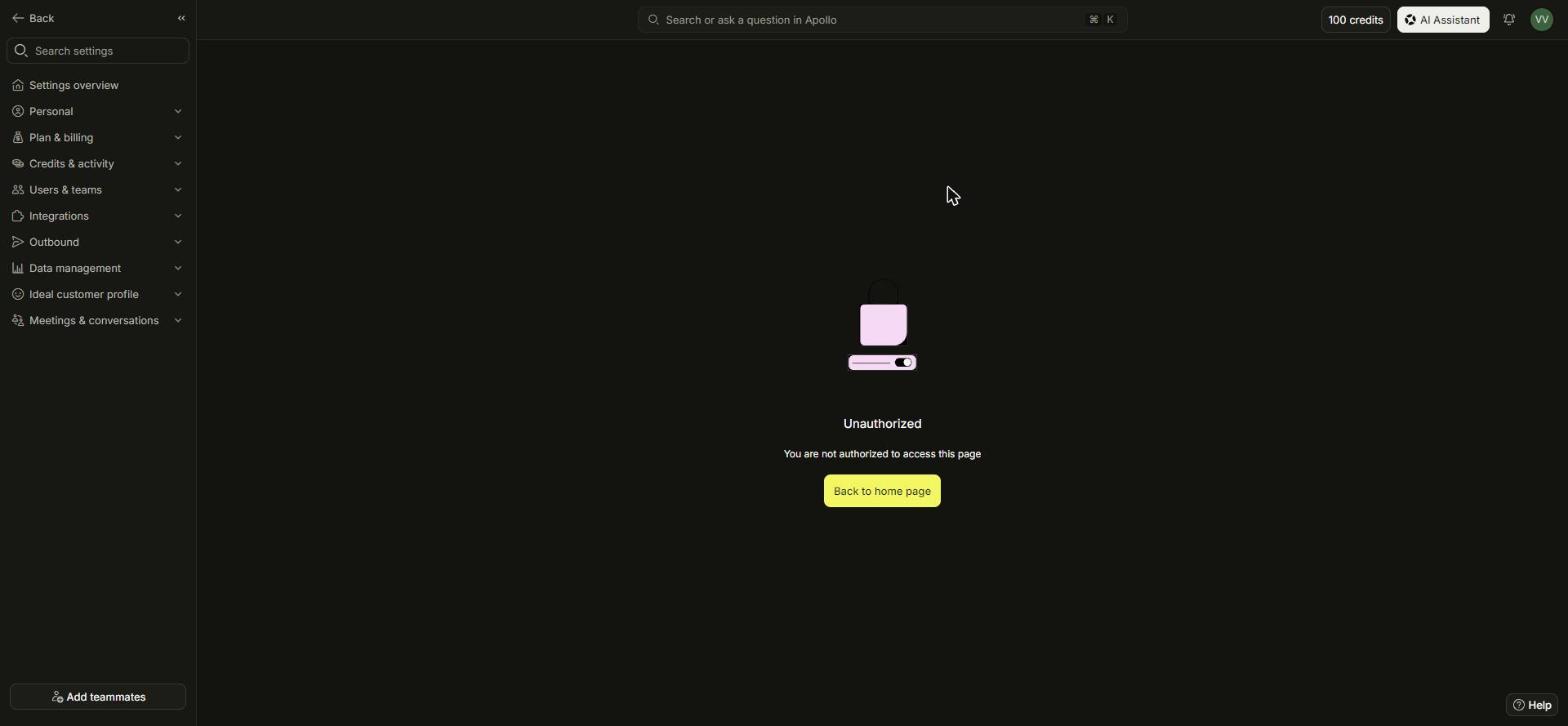 Back
Search or ask a question in Apollo
⌘ K
100 credits
AI Assistant
VV
Search settings
Settings overview
Personal
Plan & billing
Credits & activity
Users & teams
Integrations
Outbound
Data management
Ideal customer profile
Meetings & conversations
Unauthorized
You are not authorized to access this page
Back to home page
Add teammates
Help